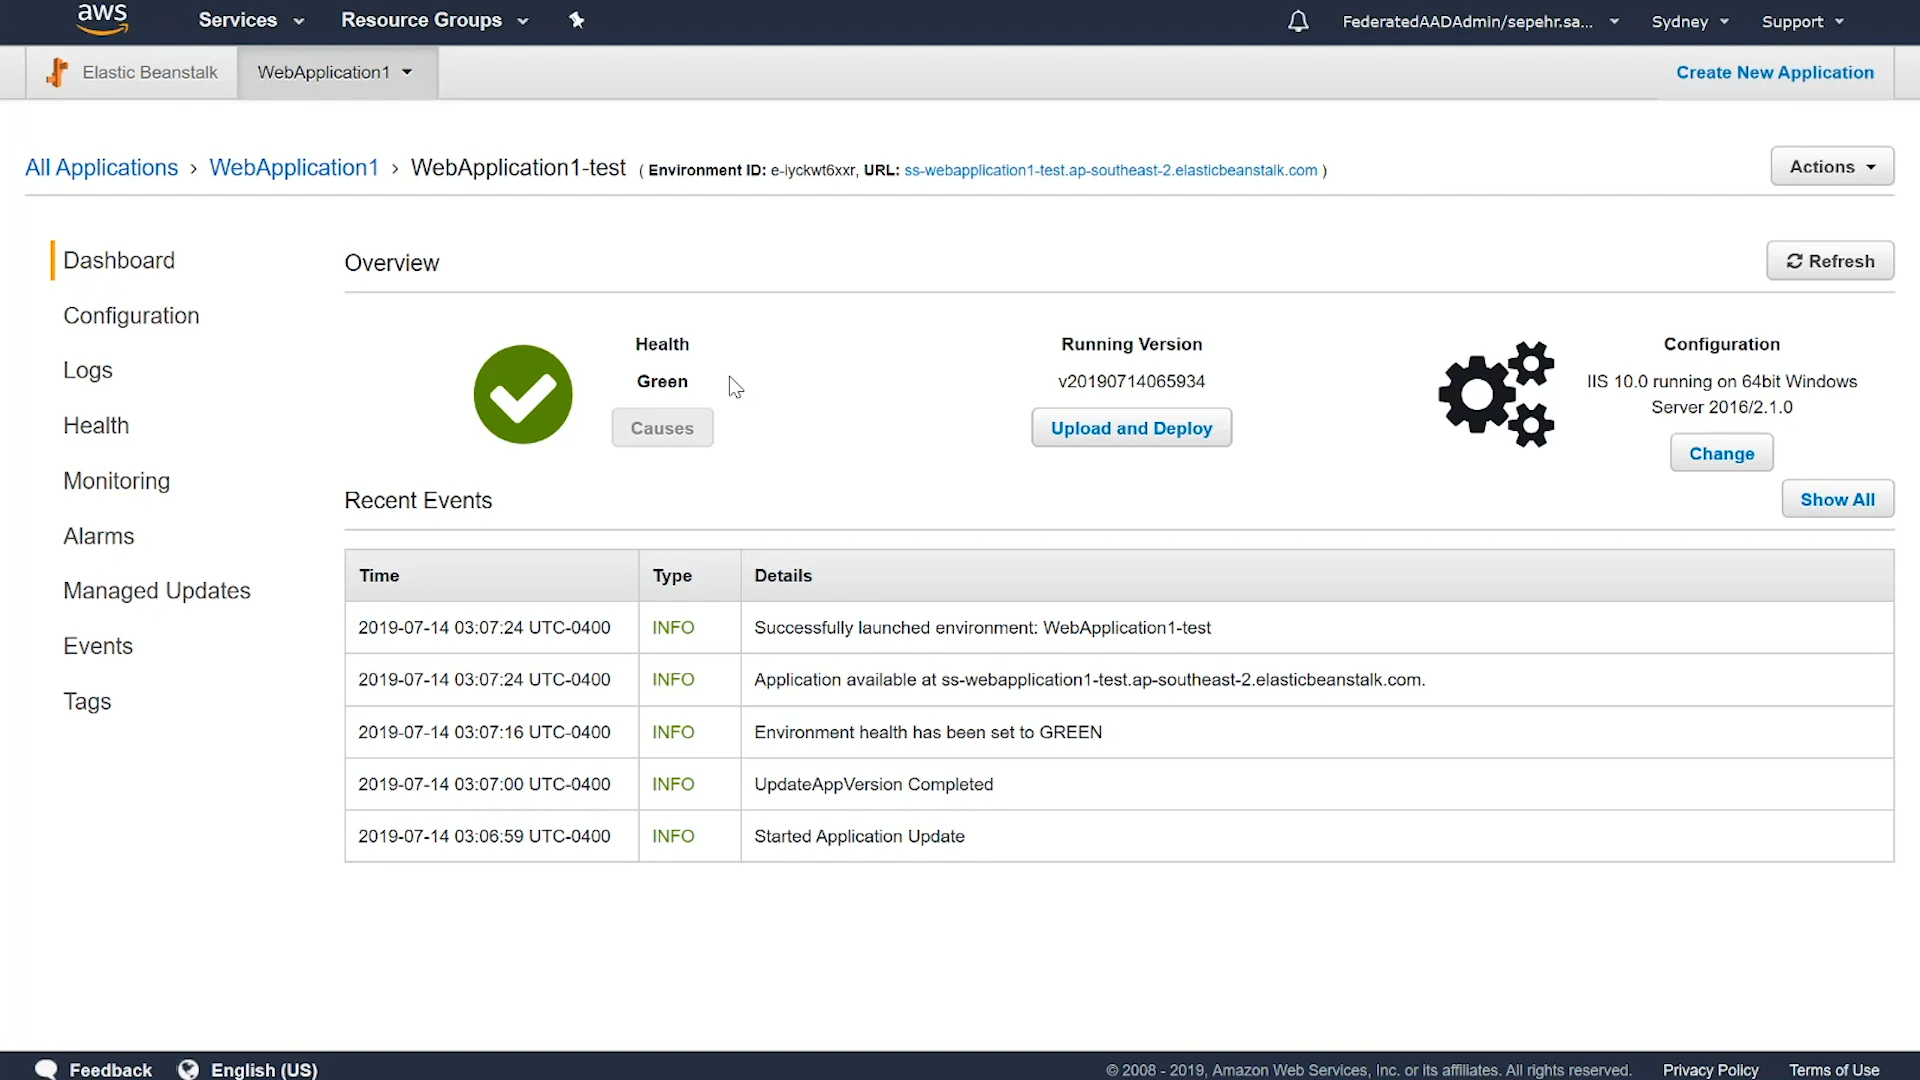 aws Services Resource Groups FederatedAADAdmin/sepehr.sa... Sydney Support
Elastic Beanstalk WebApplication1 Create New Application
All Applications › WebApplication1 › WebApplication1-test ( Environment ID: e-iyckwt6xxr, URL: ss-webapplication1-test.ap-southeast-2.elasticbeanstalk.com ) Actions
Dashboard
Configuration
Logs
Health
Monitoring
Alarms
Managed Updates
Events
Tags
Overview Refresh
Health
Green
Causes
Running Version
v20190714065934
Upload and Deploy
Configuration
IIS 10.0 running on 64bit Windows
Server 2016/2.1.0
Change
Recent Events Show All
Time Type Details
2019-07-14 03:07:24 UTC-0400 INFO Successfully launched environment: WebApplication1-test
2019-07-14 03:07:24 UTC-0400 INFO Application available at ss-webapplication1-test.ap-southeast-2.elasticbeanstalk.com.
2019-07-14 03:07:16 UTC-0400 INFO Environment health has been set to GREEN
2019-07-14 03:07:00 UTC-0400 INFO UpdateAppVersion Completed
2019-07-14 03:06:59 UTC-0400 INFO Started Application Update
Feedback English (US) © 2008 - 2019, Amazon Web Services, Inc. or its affiliates. All rights reserved. Privacy Policy Terms of Use